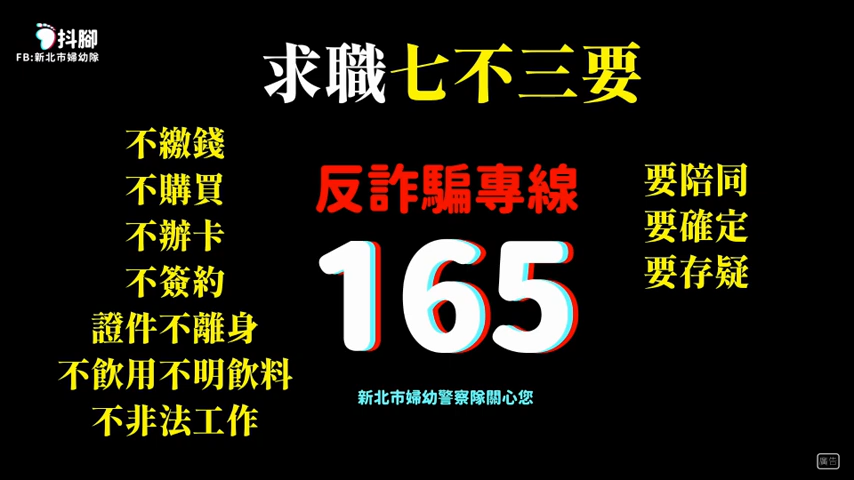 抖腳
FB:新北市婦幼隊
求職七不三要
不繳錢
不購買
不辦卡
不簽約
證件不離身
不飲用不明飲料
不非法工作
反詐騙專線
165
新北市婦幼警察隊關心您
要陪同
要確定
要存疑
廣告